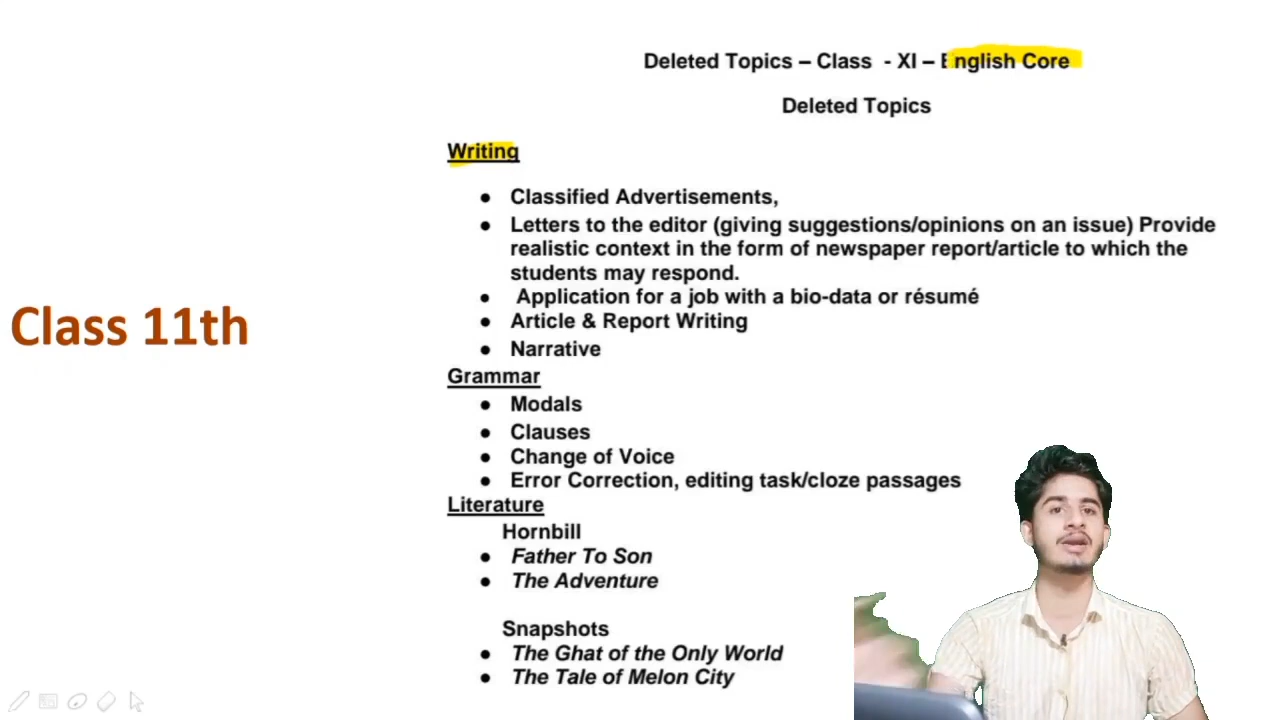 Deleted Topics – Class - XI – English Core
Deleted Topics
Writing
● Classified Advertisements,
● Letters to the editor (giving suggestions/opinions on an issue) Provide
realistic context in the form of newspaper report/article to which the
students may respond.
● Application for a job with a bio-data or résumé
● Article & Report Writing
● Narrative
Class 11th
Grammar
● Modals
● Clauses
● Change of Voice
● Error Correction, editing task/cloze passages
Literature
Hornbill
● Father To Son
● The Adventure
Snapshots
● The Ghat of the Only World
● The Tale of Melon City